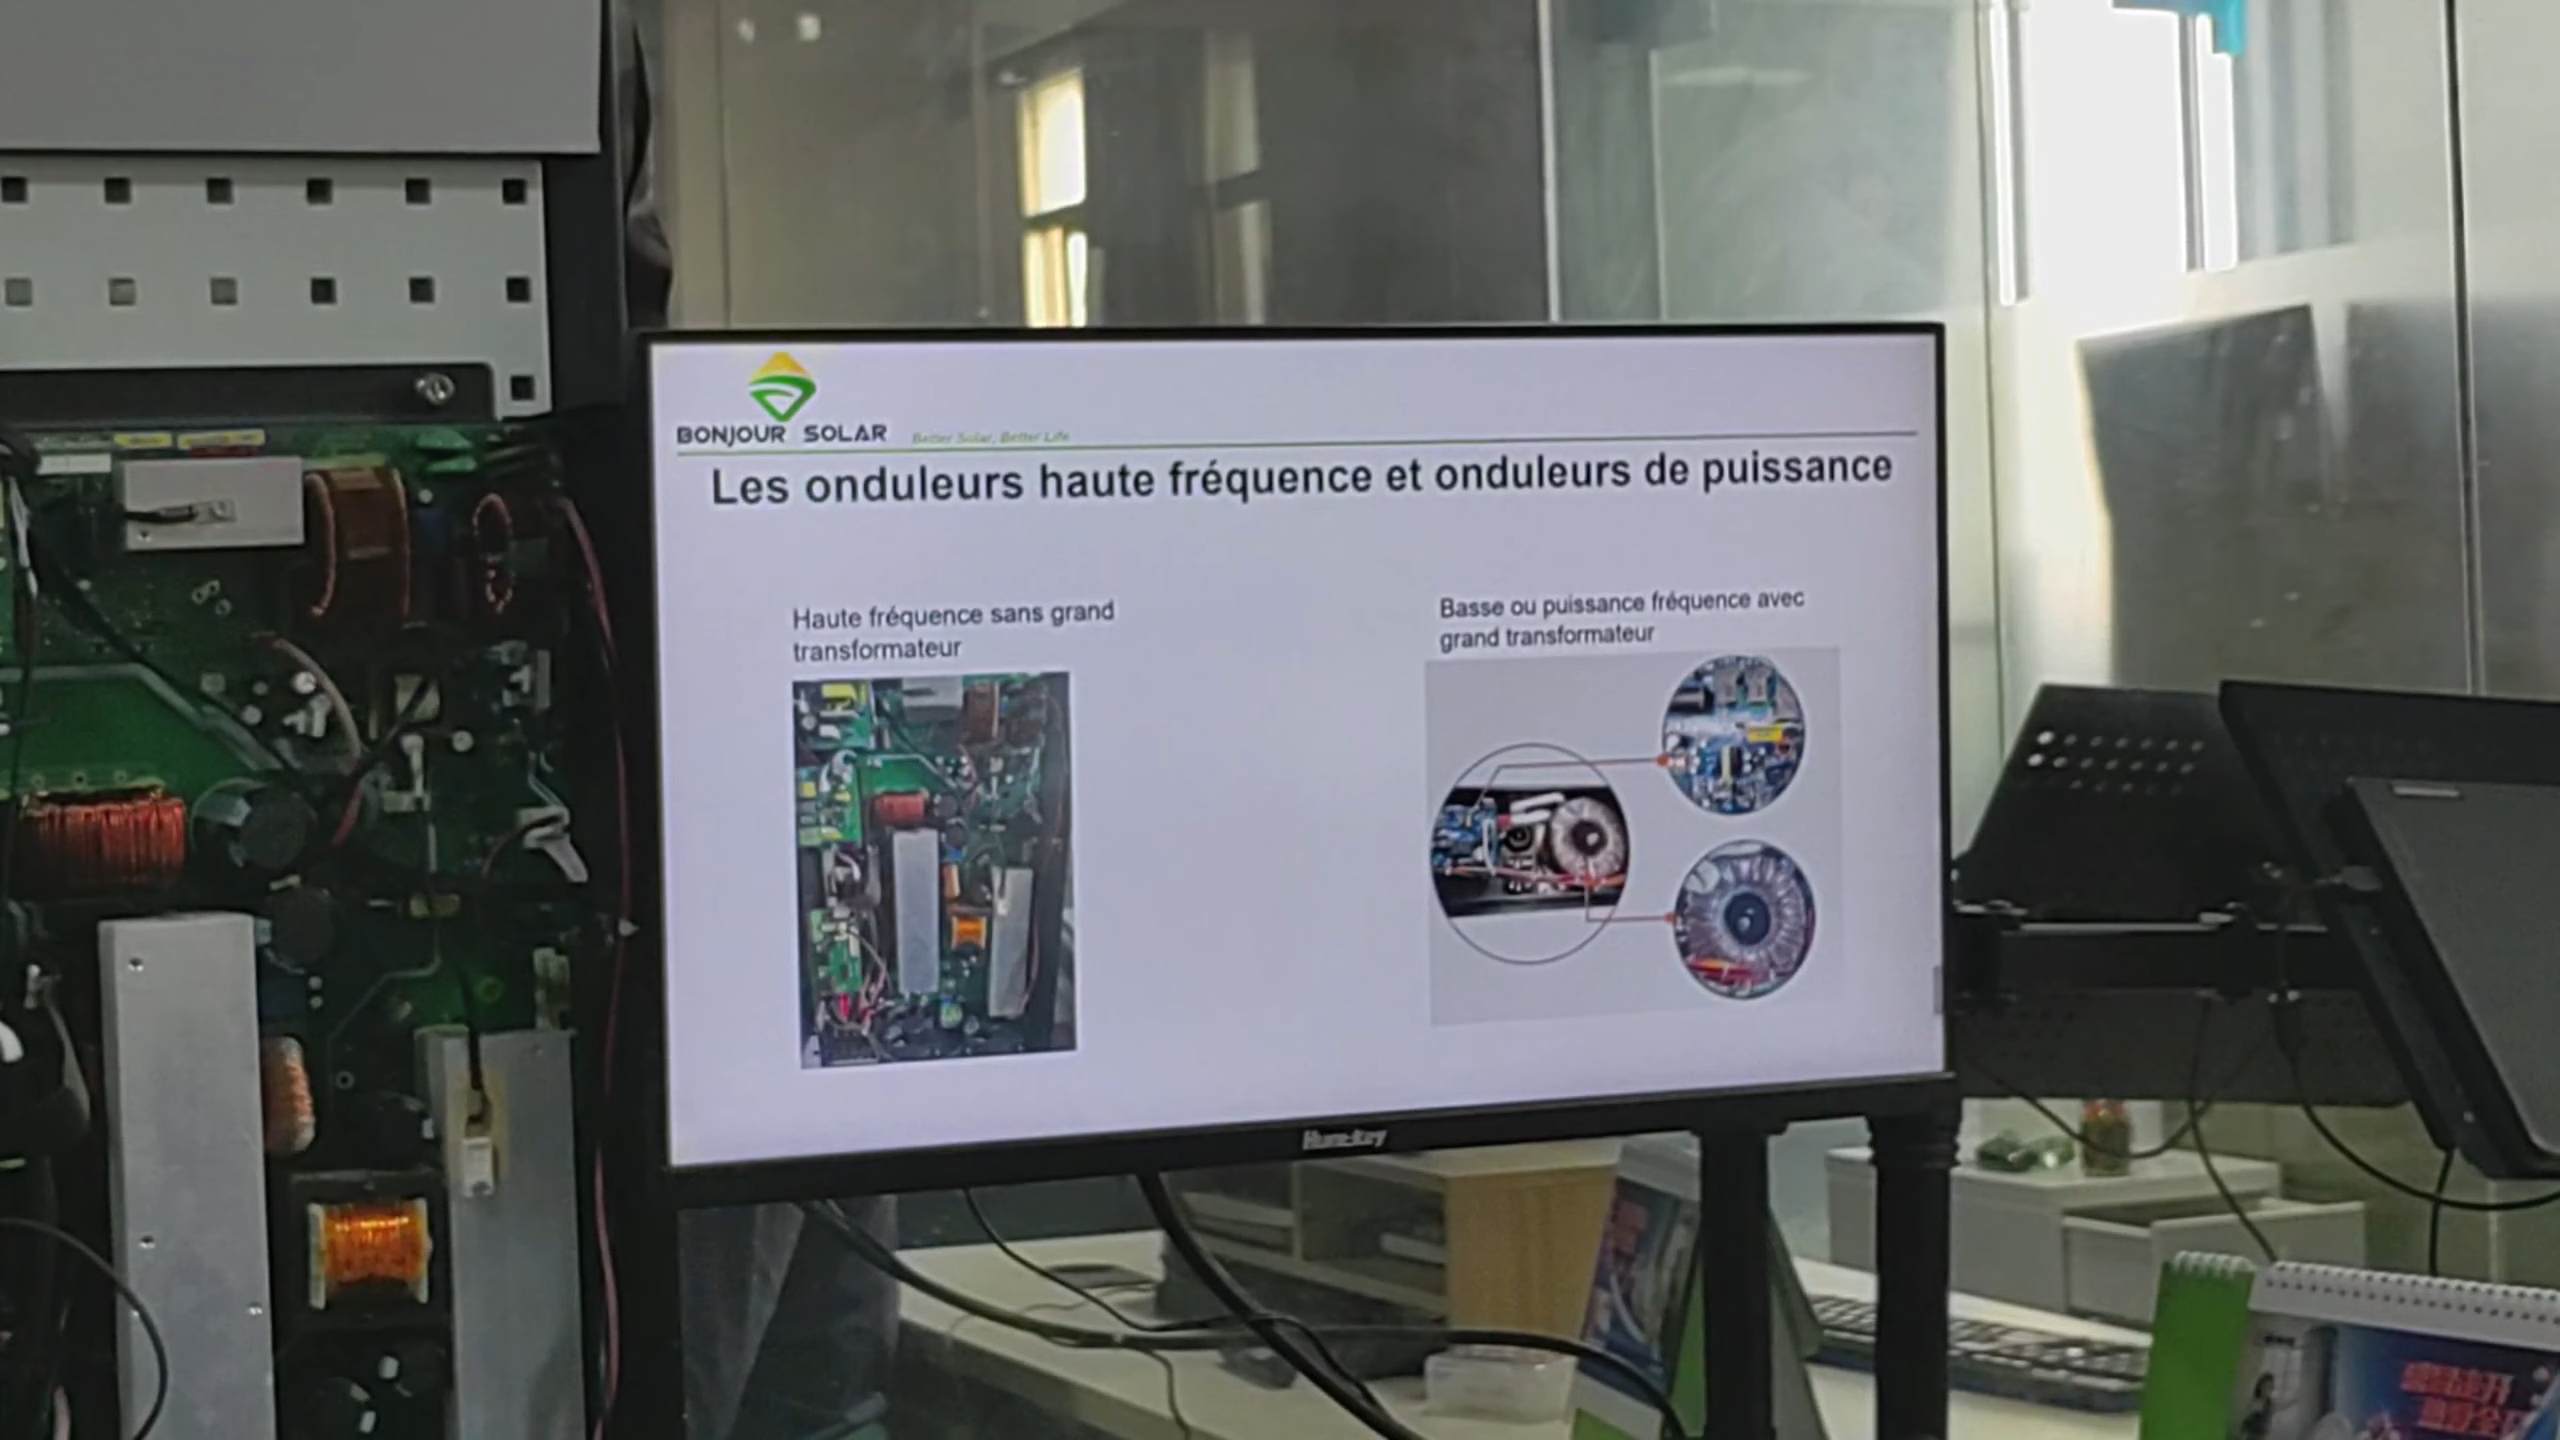 BONJOUR SOLAR
Better Solar, Better Life
Les onduleurs haute fréquence et onduleurs de puissance
Haute fréquence sans grand
transformateur
Basse ou puissance fréquence avec
grand transformateur
Huntkey